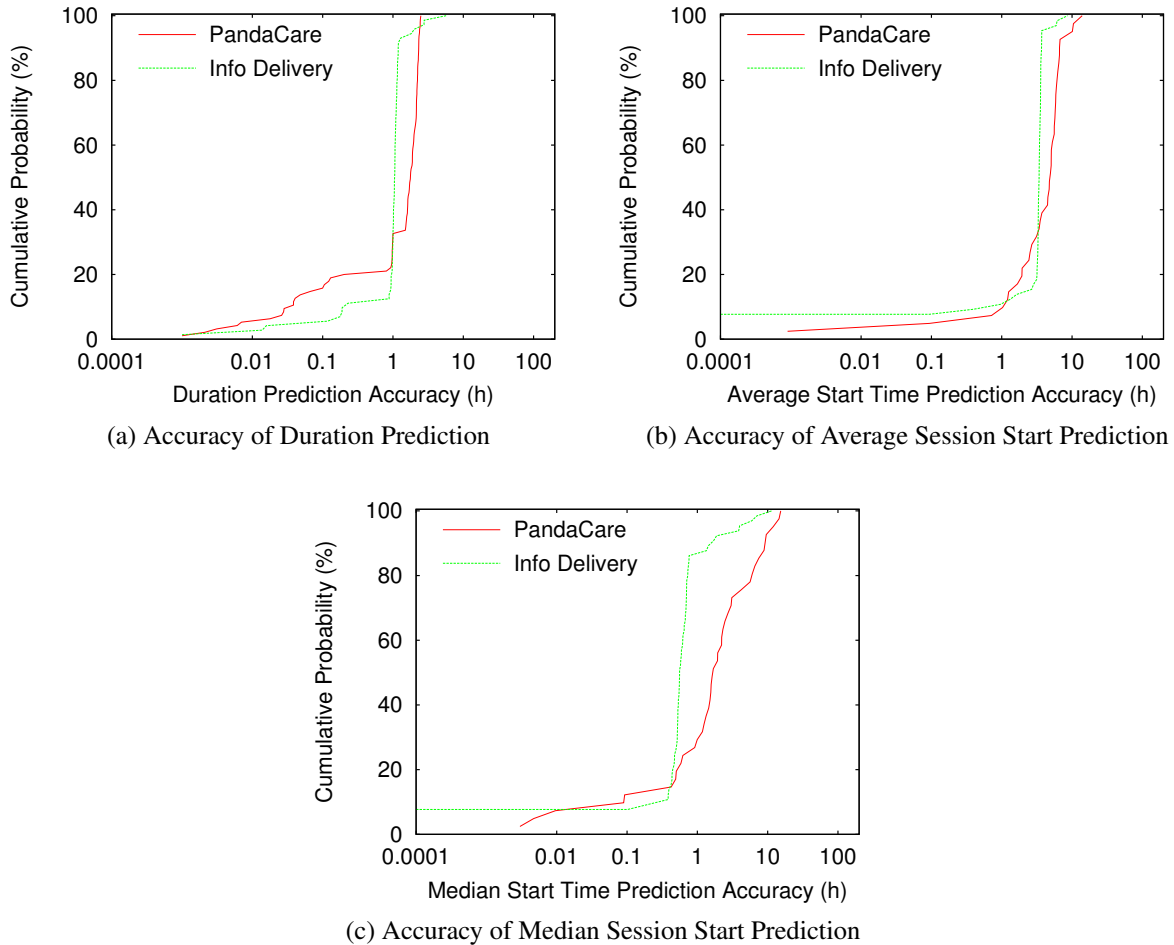 100
80
60
40
20
0
Cumulative Probability (%)
PandaCare
Info Delivery
0.0001
0.01
0.1
1
10
100
Duration Prediction Accuracy (h)
(a) Accuracy of Duration Prediction
100
80
60
40
20
0
Cumulative Probability (%)
PandaCare
Info Delivery
0.0001
0.01
0.1
1
10
100
Average Start Time Prediction Accuracy (h)
(b) Accuracy of Average Session Start Prediction
100
80
60
40
20
0
Cumulative Probability (%)
PandaCare
Info Delivery
0.0001
0.01
0.1
1
10
100
Median Start Time Prediction Accuracy (h)
(c) Accuracy of Median Session Start Prediction